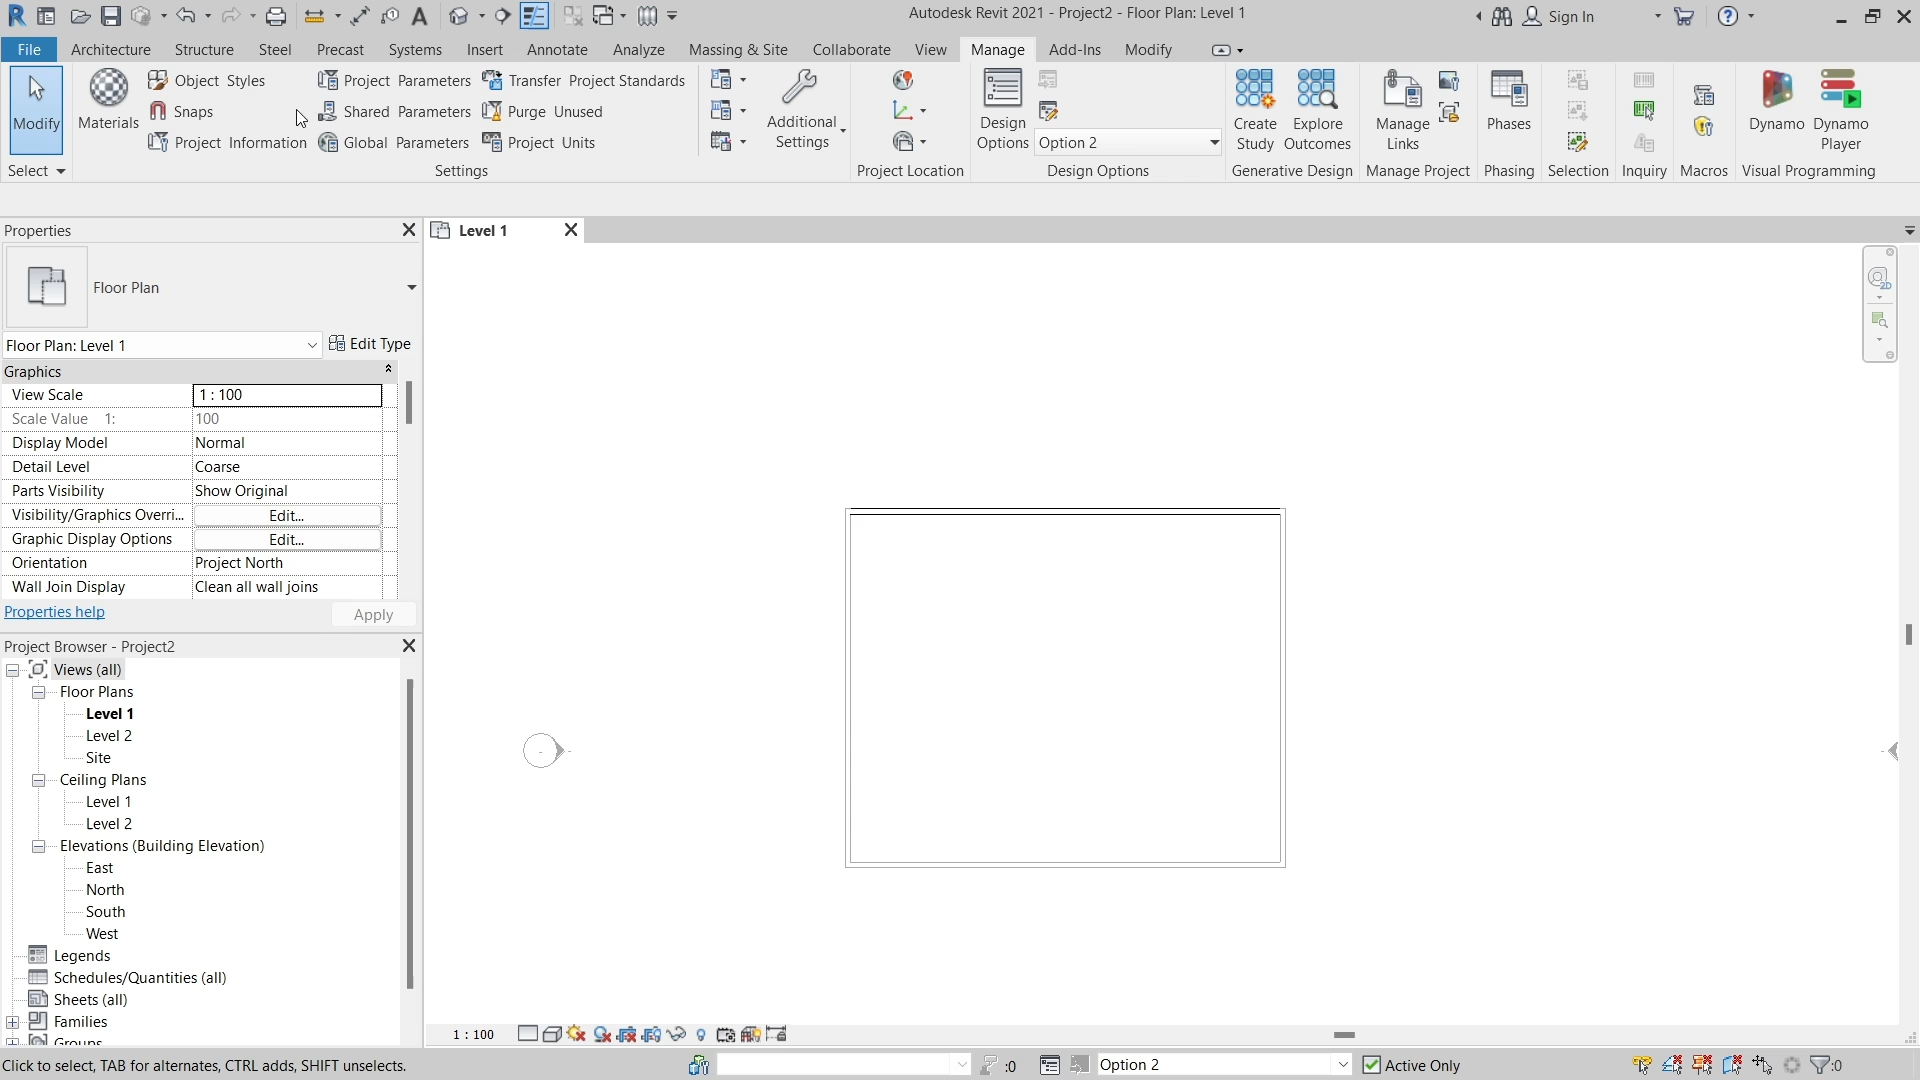 Autodesk Revit 2021 - Project2 - Floor Plan: Level 1
Sign In
File Architecture Structure Steel Precast Systems Insert Annotate Analyze Massing & Site Collaborate View Manage Add-Ins Modify
Modify
Select
Materials
Object Styles
Snaps
Project Information
Project Parameters
Shared Parameters
Global Parameters
Transfer Project Standards
Purge Unused
Project Units
Settings
Additional
Settings
Project Location
Design
Options
Option 2
Design Options
Create
Study
Explore
Outcomes
Generative Design
Manage
Links
Manage Project
Phases
Phasing
Selection
Inquiry
Macros
Dynamo
Dynamo
Player
Visual Programming
Properties
Floor Plan
Floor Plan: Level 1
Edit Type
Graphics
View Scale 1 : 100
Scale Value 1: 100
Display Model Normal
Detail Level Coarse
Parts Visibility Show Original
Visibility/Graphics Overri... Edit...
Graphic Display Options Edit...
Orientation Project North
Wall Join Display Clean all wall joins
Properties help
Apply
Project Browser - Project2
Views (all)
Floor Plans
Level 1
Level 2
Site
Ceiling Plans
Level 1
Level 2
Elevations (Building Elevation)
East
North
South
West
Legends
Schedules/Quantities (all)
Sheets (all)
Families
Groups
Level 1
2D
1 : 100
Click to select, TAB for alternates, CTRL adds, SHIFT unselects.
:0
Option 2
Active Only
:0